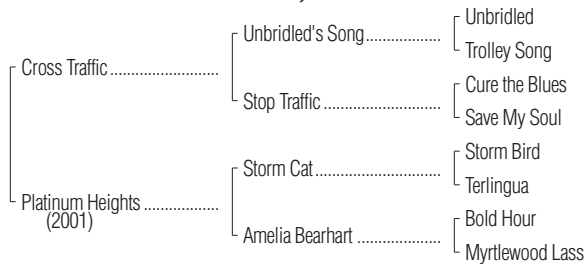 Unbridled
Unbridled's Song....................
Trolley Song
Cross Traffic .............................
Cure the Blues
Stop Traffic ................................
Save My Soul
Storm Bird
Storm Cat..................................
Terlingua
Platinum Heights ....................
(2001)
Bold Hour
Amelia Bearhart ......................
Myrtlewood Lass